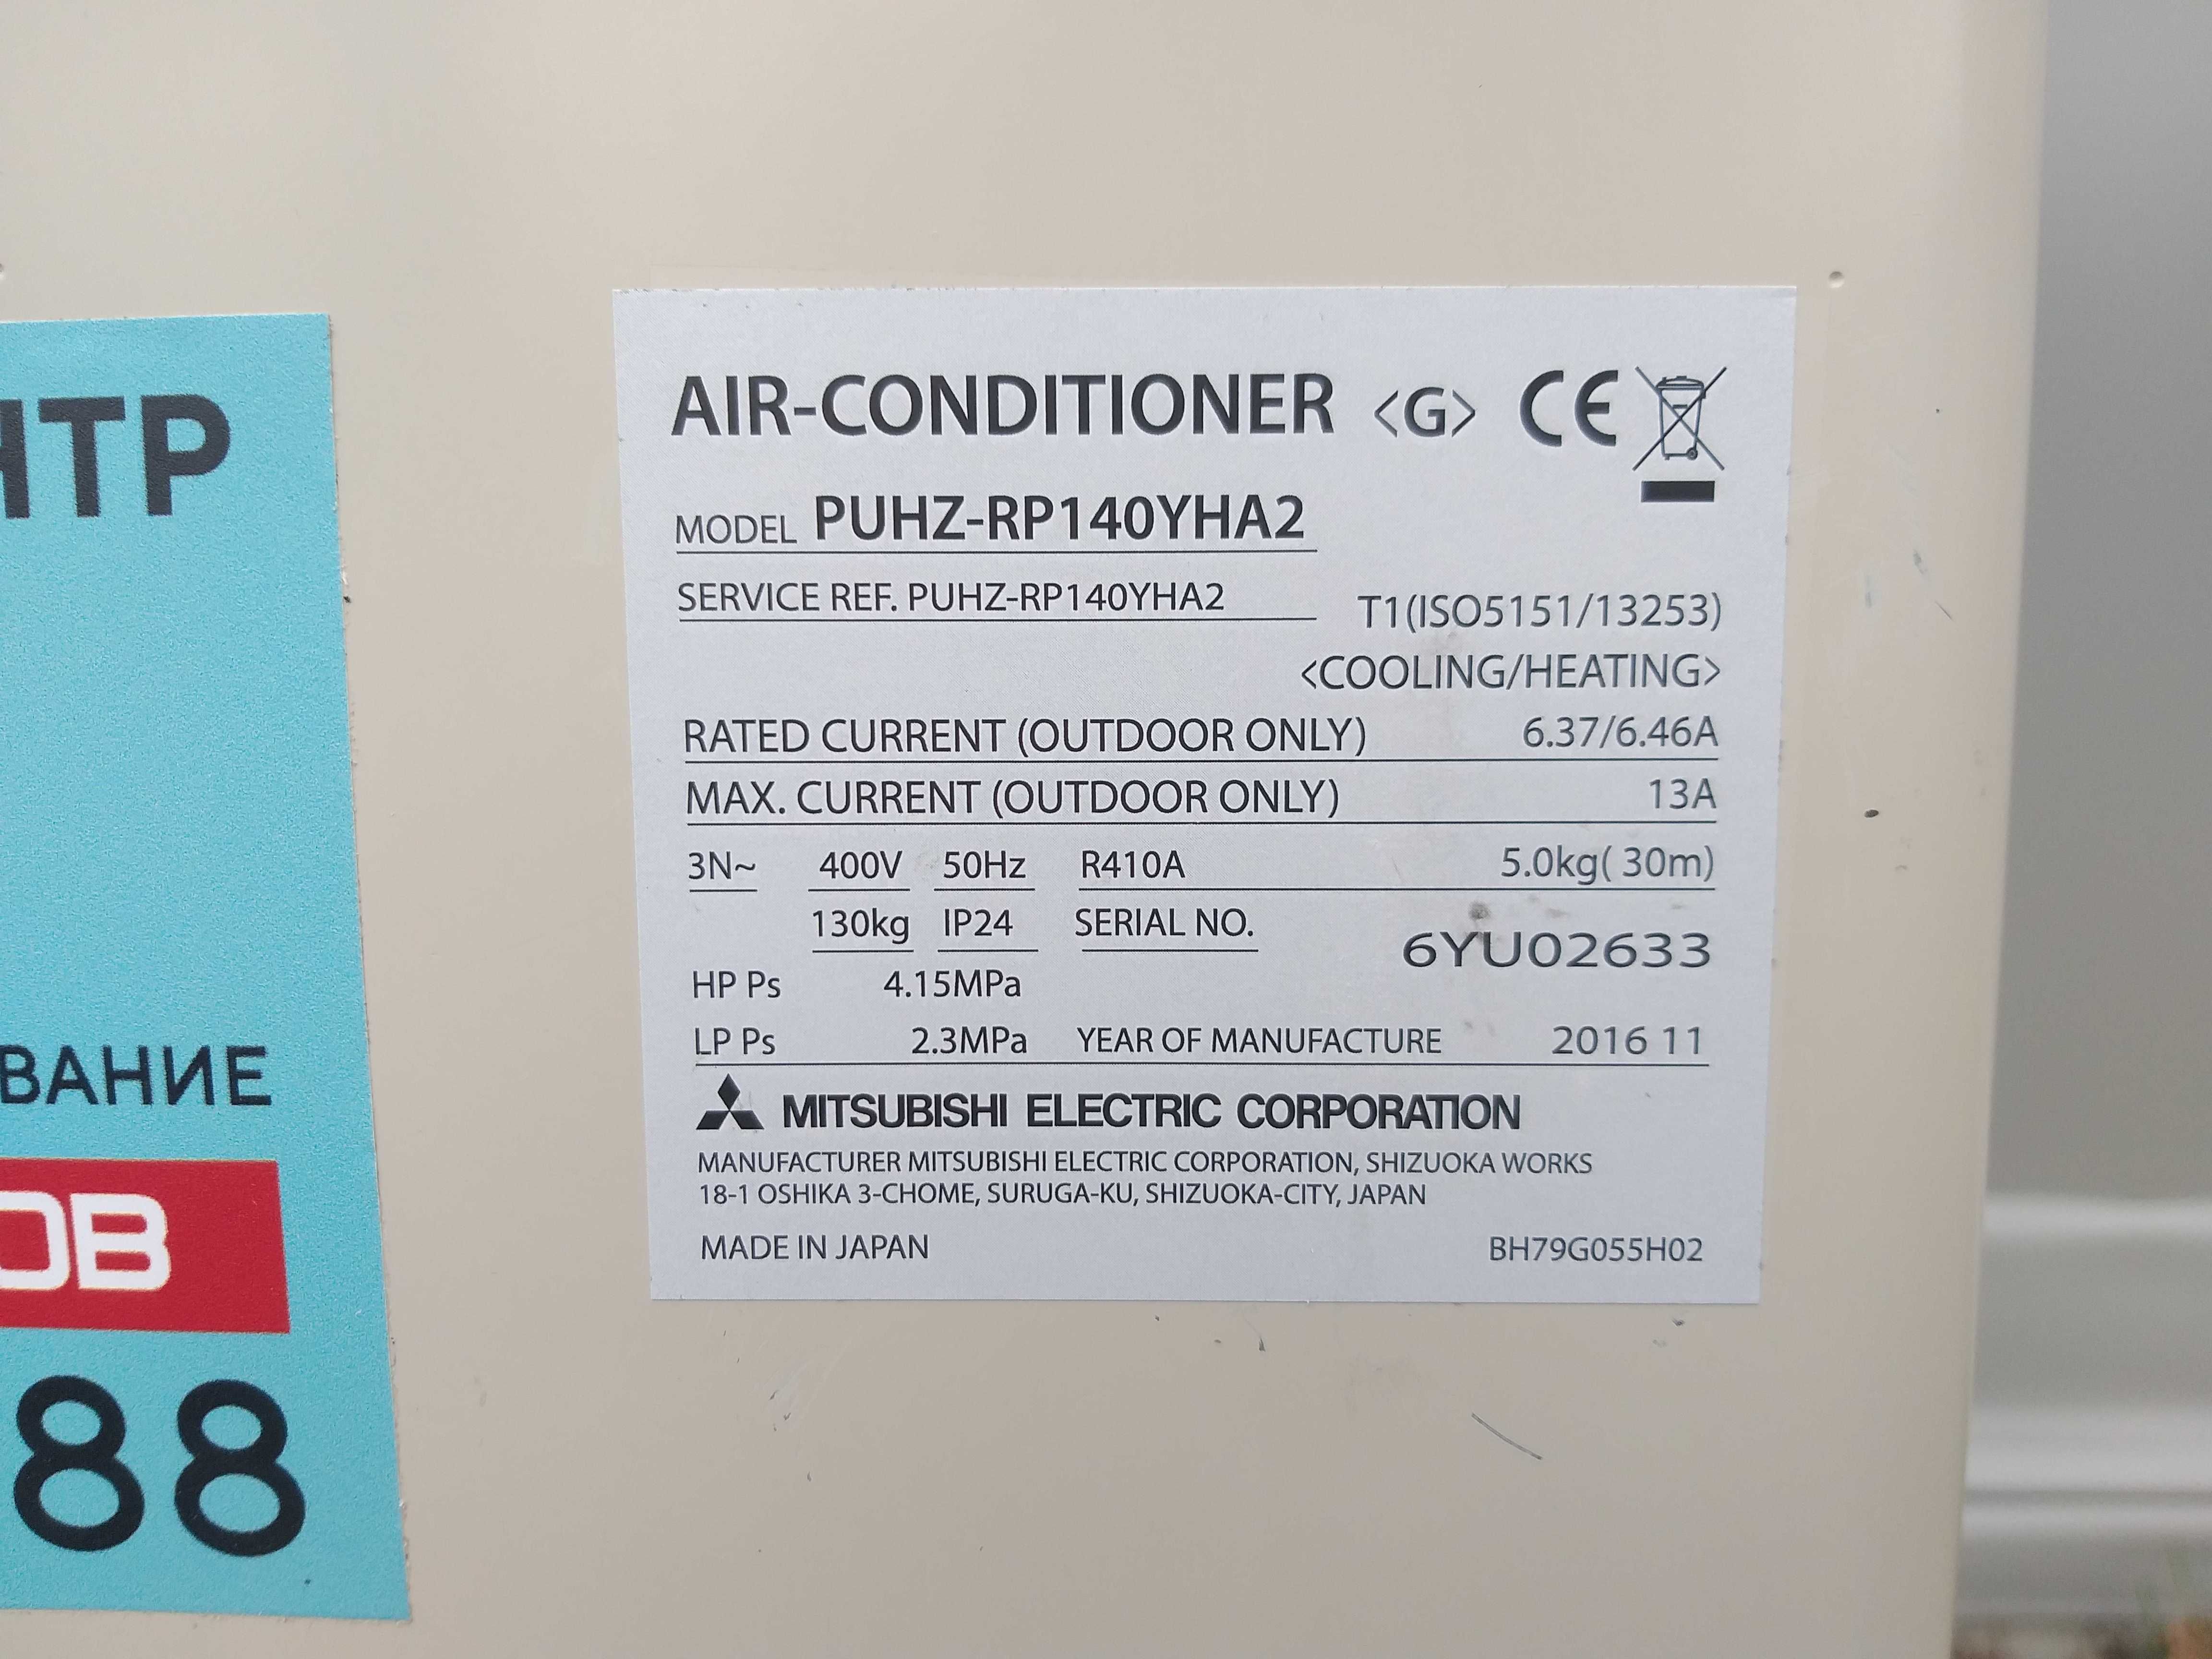 AIR-CONDITIONER <G> CE
MODEL PUHZ-RP140YHA2
SERVICE REF. PUHZ-RP140YHA2
T1(ISO5151/13253)
<COOLING/HEATING>
RATED CURRENT (OUTDOOR ONLY) 6.37/6.46A
MAX. CURRENT (OUTDOOR ONLY) 13A
3N~ 400V 50Hz R410A 5.0kg( 30m)
130kg IP24 SERIAL NO. 6YU02633
HP Ps 4.15MPa
LP Ps 2.3MPa YEAR OF MANUFACTURE 2016 11
MITSUBISHI ELECTRIC CORPORATION
MANUFACTURER MITSUBISHI ELECTRIC CORPORATION, SHIZUOKA WORKS
18-1 OSHIKA 3-CHOME, SURUGA-KU, SHIZUOKA-CITY, JAPAN
MADE IN JAPAN BH79G055H02
НТР
ВАНИЕ
ОВ
88